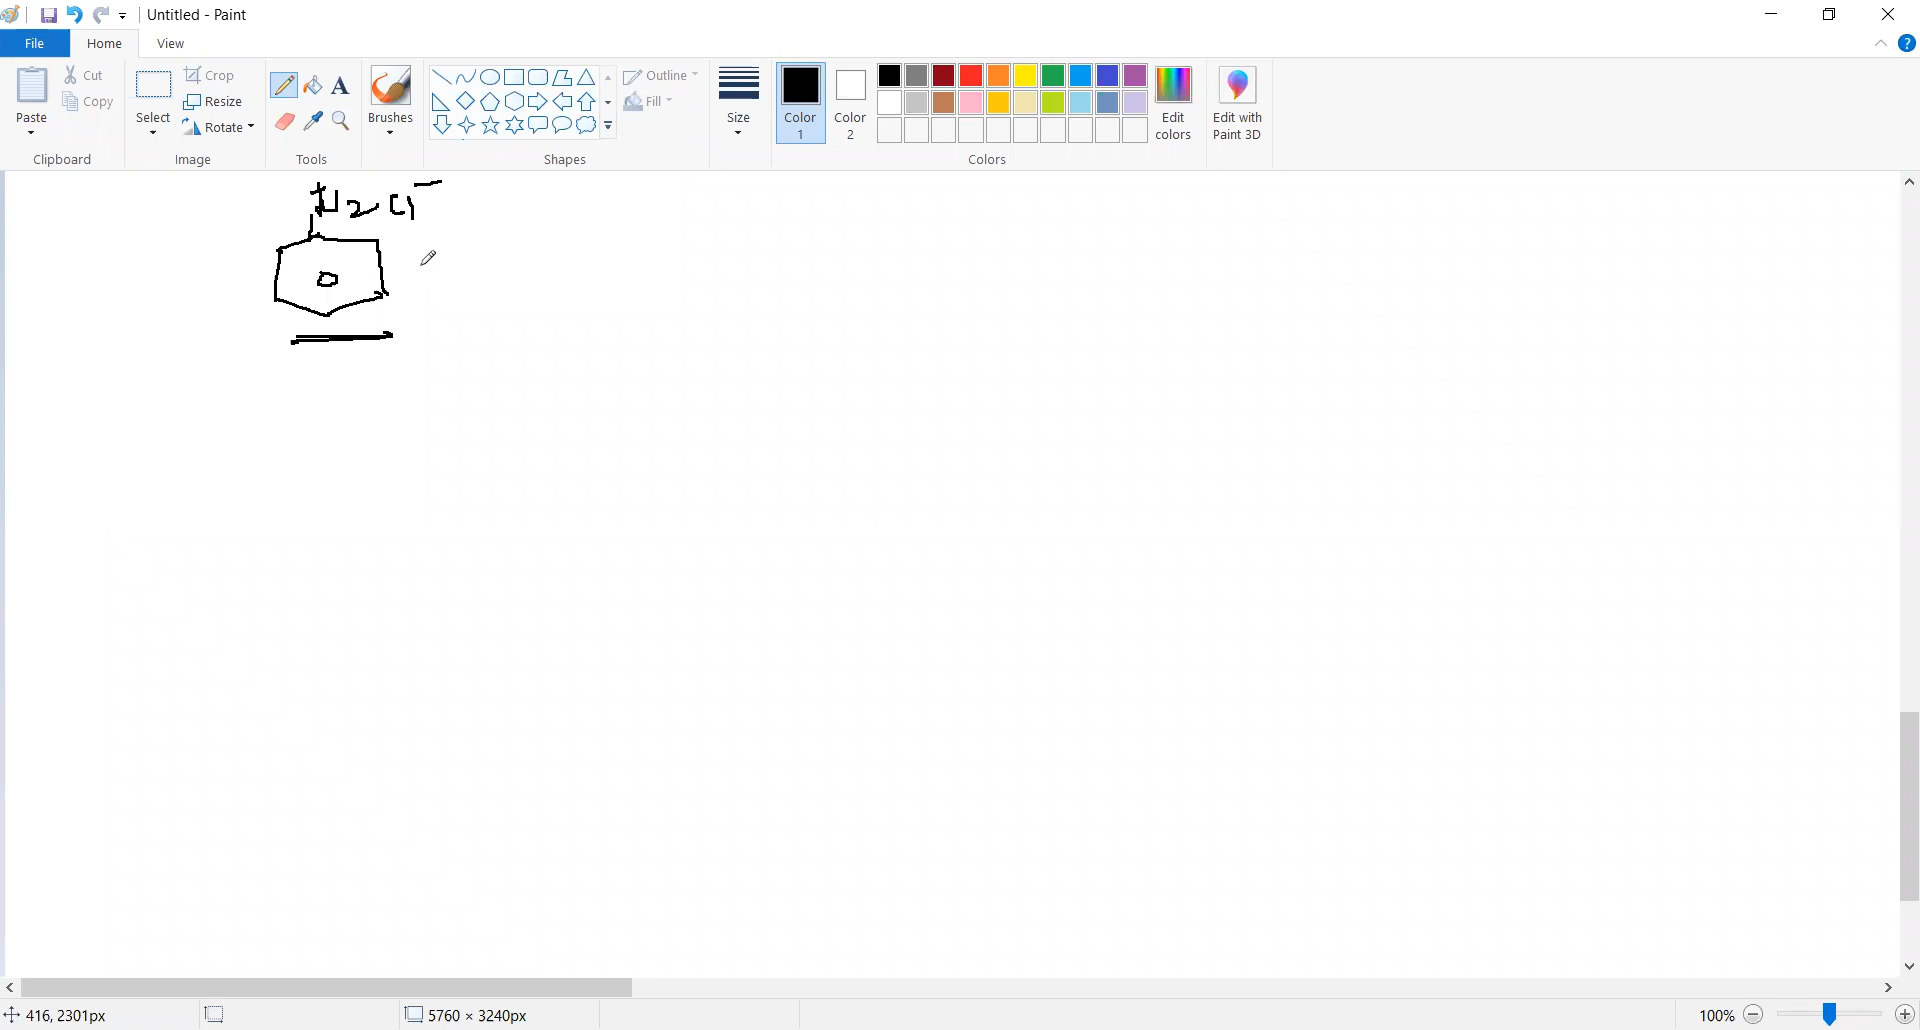 Untitled - Paint
File Home View
Cut
Copy
Paste
Clipboard
Select
Crop
Resize
Rotate
Image
A
Tools
Brushes
Outline
Fill
Shapes
Size
Color 1
Color 2
Colors
Edit colors
Edit with Paint 3D
N2Cl⁻
416, 2301px
5760 × 3240px
100%